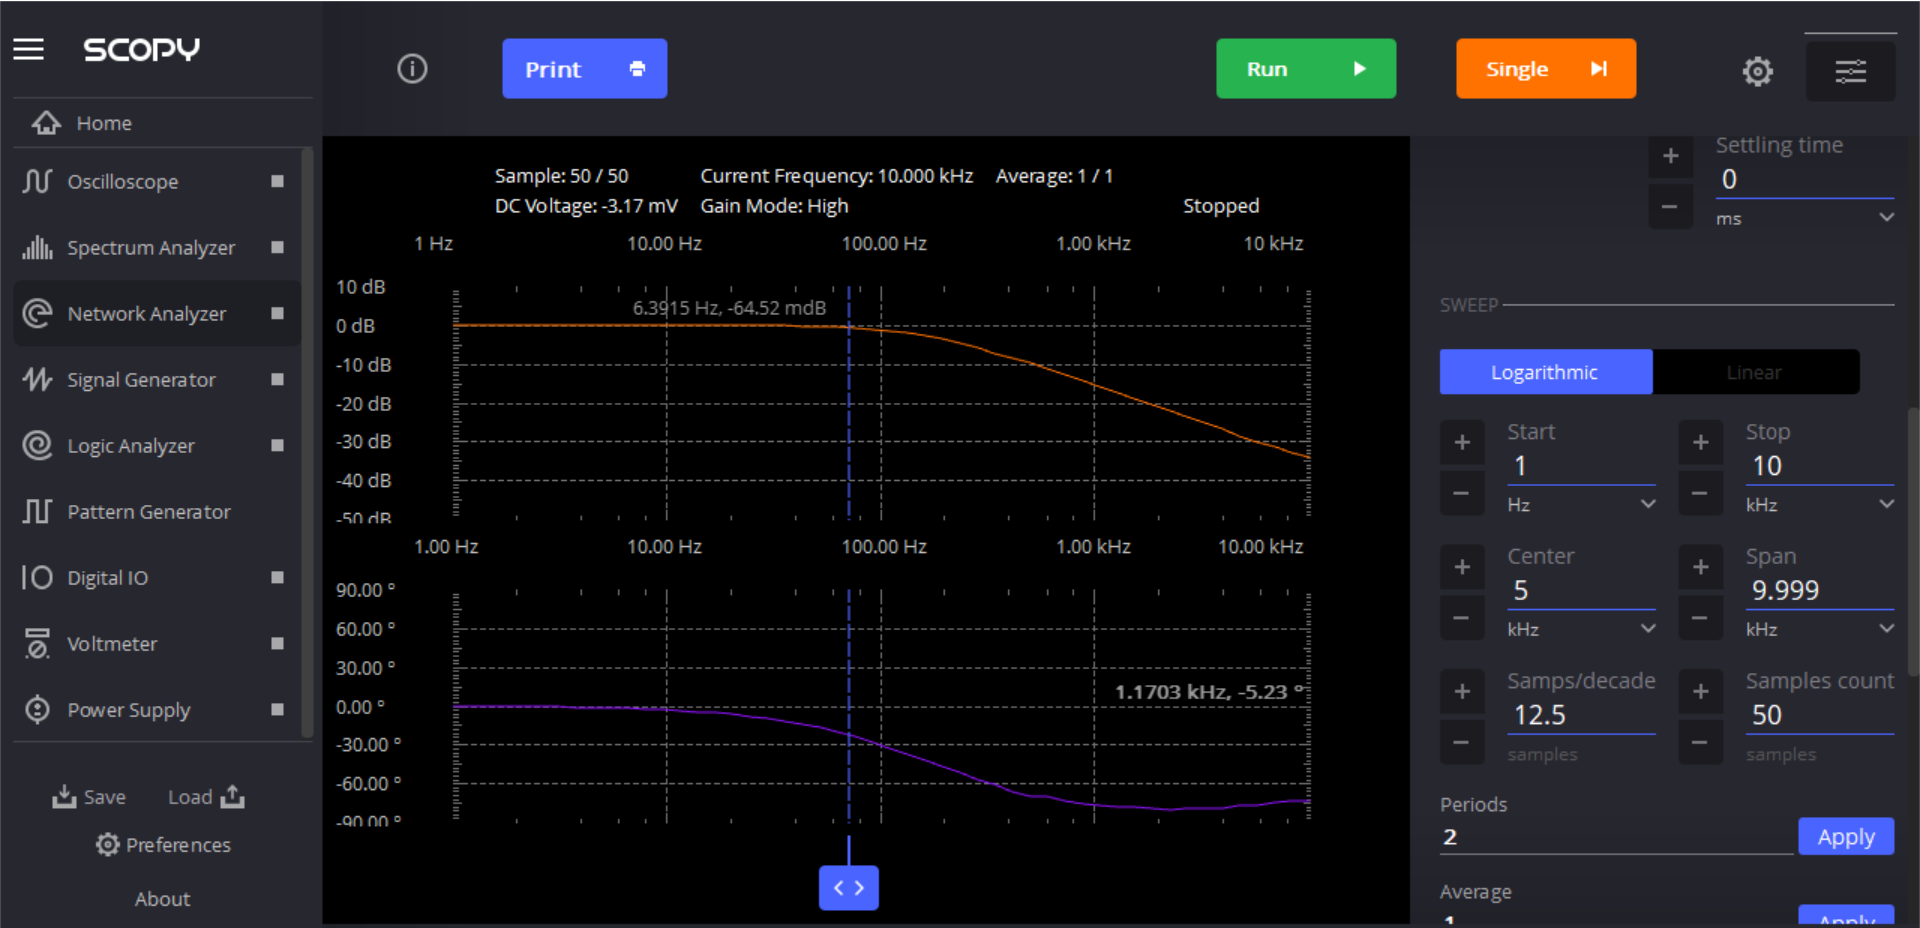 SCOPY
Print
Run
Single
Home
Oscilloscope
Spectrum Analyzer
Network Analyzer
Signal Generator
Logic Analyzer
Pattern Generator
Digital IO
Voltmeter
Power Supply
Save Load
Preferences
About
Sample: 50 / 50 Current Frequency: 10.000 kHz Average: 1 / 1
DC Voltage: -3.17 mV Gain Mode: High Stopped
1 Hz 10.00 Hz 100.00 Hz 1.00 kHz 10 kHz
10 dB
6.3915 Hz, -64.52 mdB
0 dB
-10 dB
-20 dB
-30 dB
-40 dB
-50 dB
1.00 Hz 10.00 Hz 100.00 Hz 1.00 kHz 10.00 kHz
90.00 °
60.00 °
30.00 °
1.1703 kHz, -5.23 °
0.00 °
-30.00 °
-60.00 °
-90.00 °
Settling time
0
ms
SWEEP
Logarithmic Linear
Start Stop
1 10
Hz kHz
Center Span
5 9.999
kHz kHz
Samps/decade Samples count
12.5 50
samples samples
Periods
2 Apply
Average
1 Apply